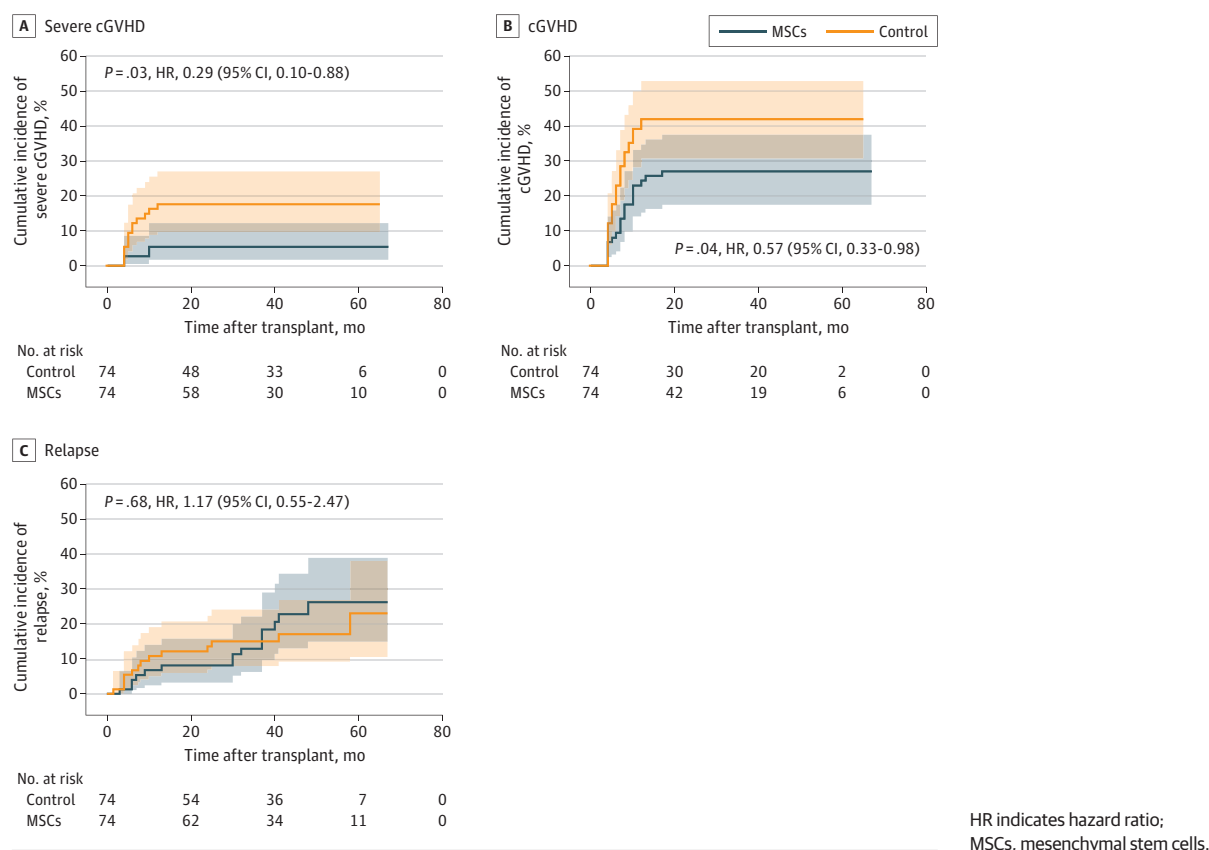 A Severe cGVHD
60
50
40
30
20
10
0
Cumulative incidence of
severe cGVHD, %
P = .03, HR, 0.29 (95% CI, 0.10-0.88)
0 20 40 60 80
Time after transplant, mo
No. at risk
Control 74 48 33 6 0
MSCs 74 58 30 10 0
B cGVHD
MSCs Control
60
50
40
30
20
10
0
Cumulative incidence of
cGVHD, %
P = .04, HR, 0.57 (95% CI, 0.33-0.98)
0 20 40 60 80
Time after transplant, mo
No. at risk
Control 74 30 20 2 0
MSCs 74 42 19 6 0
C Relapse
60
50
40
30
20
10
0
Cumulative incidence of
relapse, %
P = .68, HR, 1.17 (95% CI, 0.55-2.47)
0 20 40 60 80
Time after transplant, mo
No. at risk
Control 74 54 36 7 0
MSCs 74 62 34 11 0
HR indicates hazard ratio;
MSCs, mesenchymal stem cells.